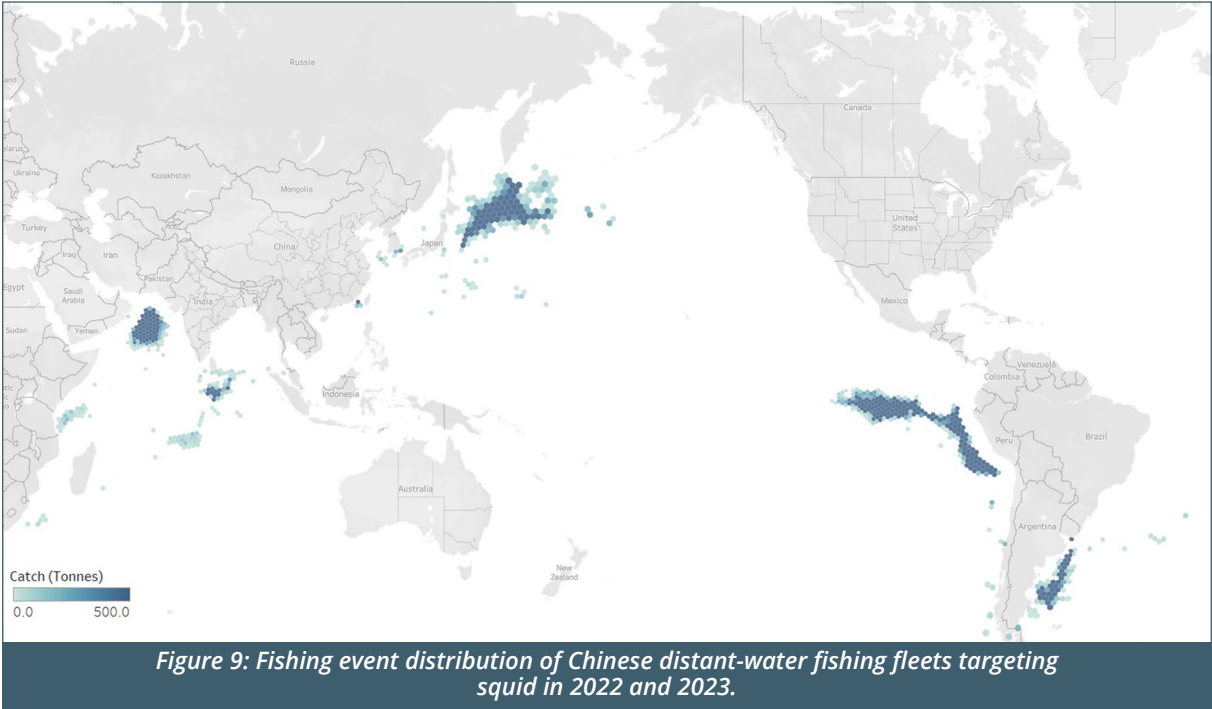 Russia
Canada
Ukraine
Kazakhstan
Mongolia
United
States
Turkey
Japan
China
Iraq
Iran
Pakistan
Egypt
Saudi
Arabia
India
Mexico
Sudan
Yemen
Venezuela
Colombia
Indonesia
Peru
Brazil
Australia
Argentina
New
Zealand
Catch (Tonnes)
0.0 500.0
Figure 9: Fishing event distribution of Chinese distant-water fishing fleets targeting
squid in 2022 and 2023.